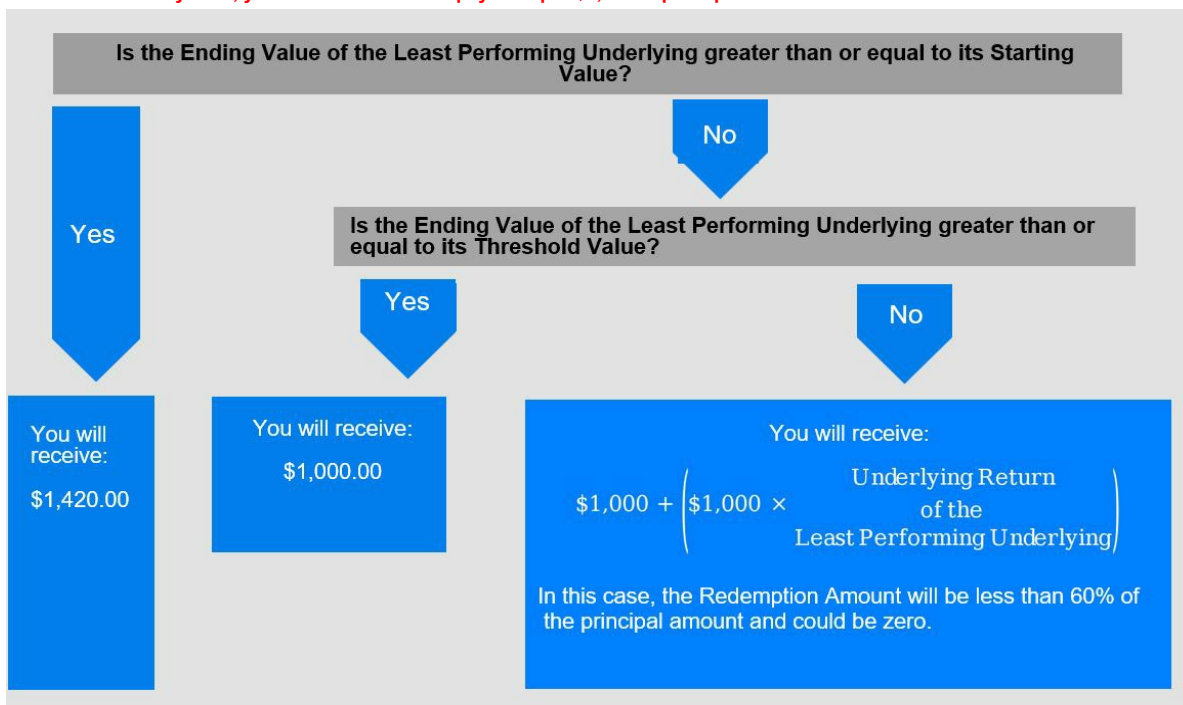 Is the Ending Value of the Least Performing Underlying greater than or equal to its Starting
Value?
No
Yes
Is the Ending Value of the Least Performing Underlying greater than or
equal to its Threshold Value?
Yes
No
You will
receive:
$1,420.00
You will receive:
$1,000.00
You will receive:
$1,000 + ($1,000 ×
Underlying Return
of the
Least Performing Underlying)
In this case, the Redemption Amount will be less than 60% of
the principal amount and could be zero.